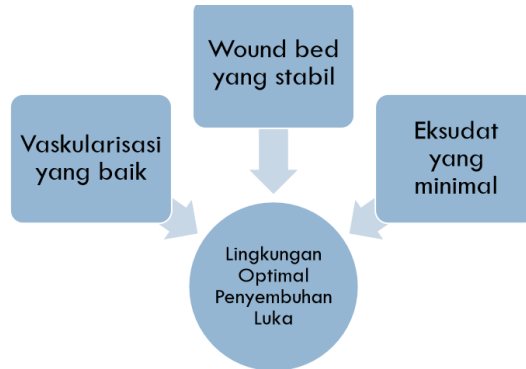 Wound bed
yang stabil
Vaskularisasi
yang baik
Eksudat
yang
minimal
Lingkungan
Optimal
Penyembuhan
Luka